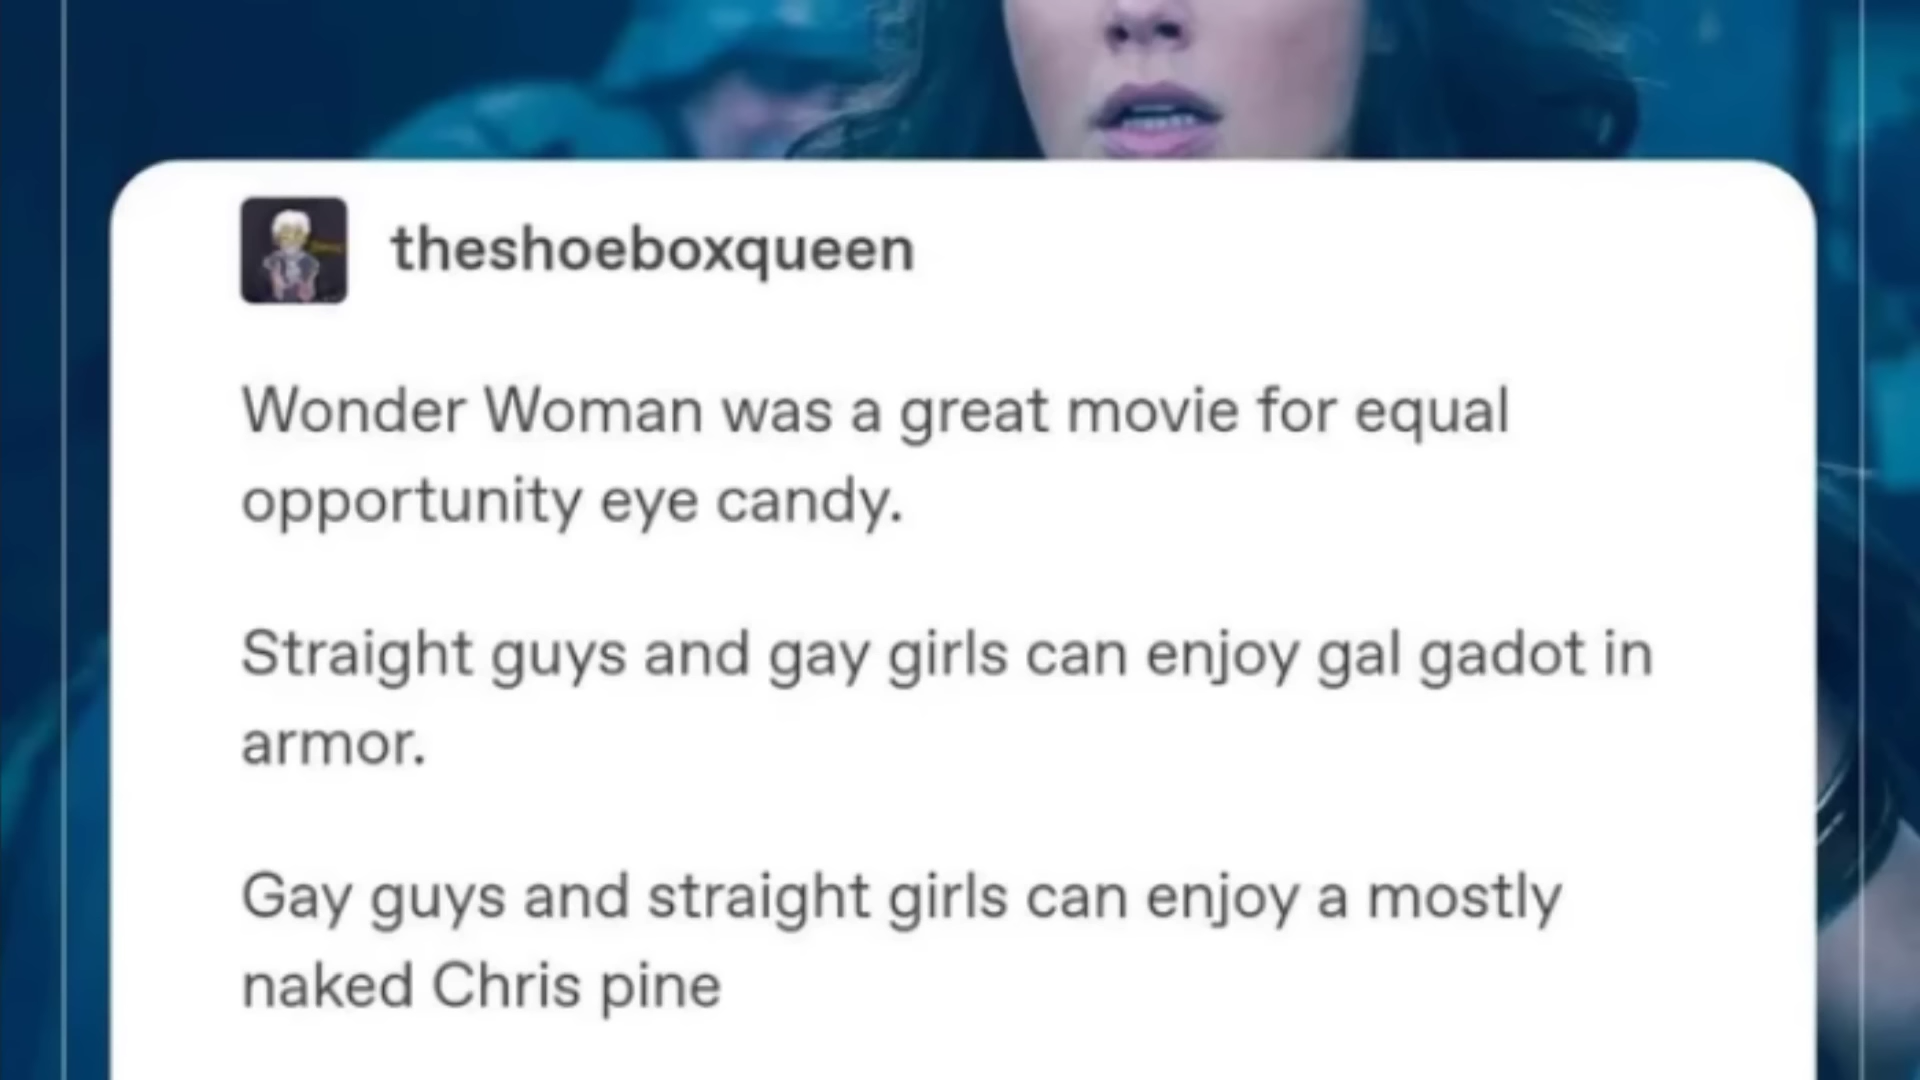 theshoeboxqueen
Wonder Woman was a great movie for equal
opportunity eye candy.
Straight guys and gay girls can enjoy gal gadot in
armor.
Gay guys and straight girls can enjoy a mostly
naked Chris pine